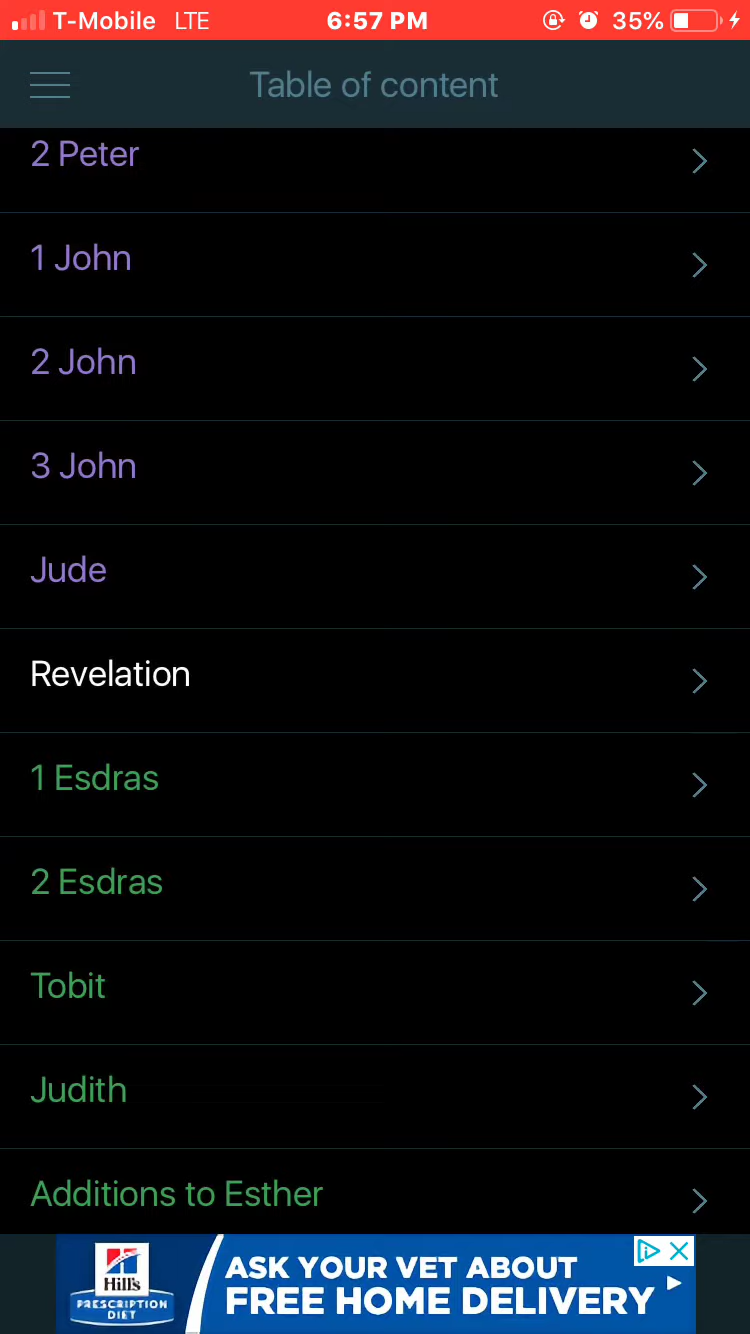 T-Mobile LTE 6:57 PM 35%
Table of content
2 Peter
1 John
2 John
3 John
Jude
Revelation
1 Esdras
2 Esdras
Tobit
Judith
Additions to Esther
Hill's
PRESCRIPTION
DIET
ASK YOUR VET ABOUT
FREE HOME DELIVERY